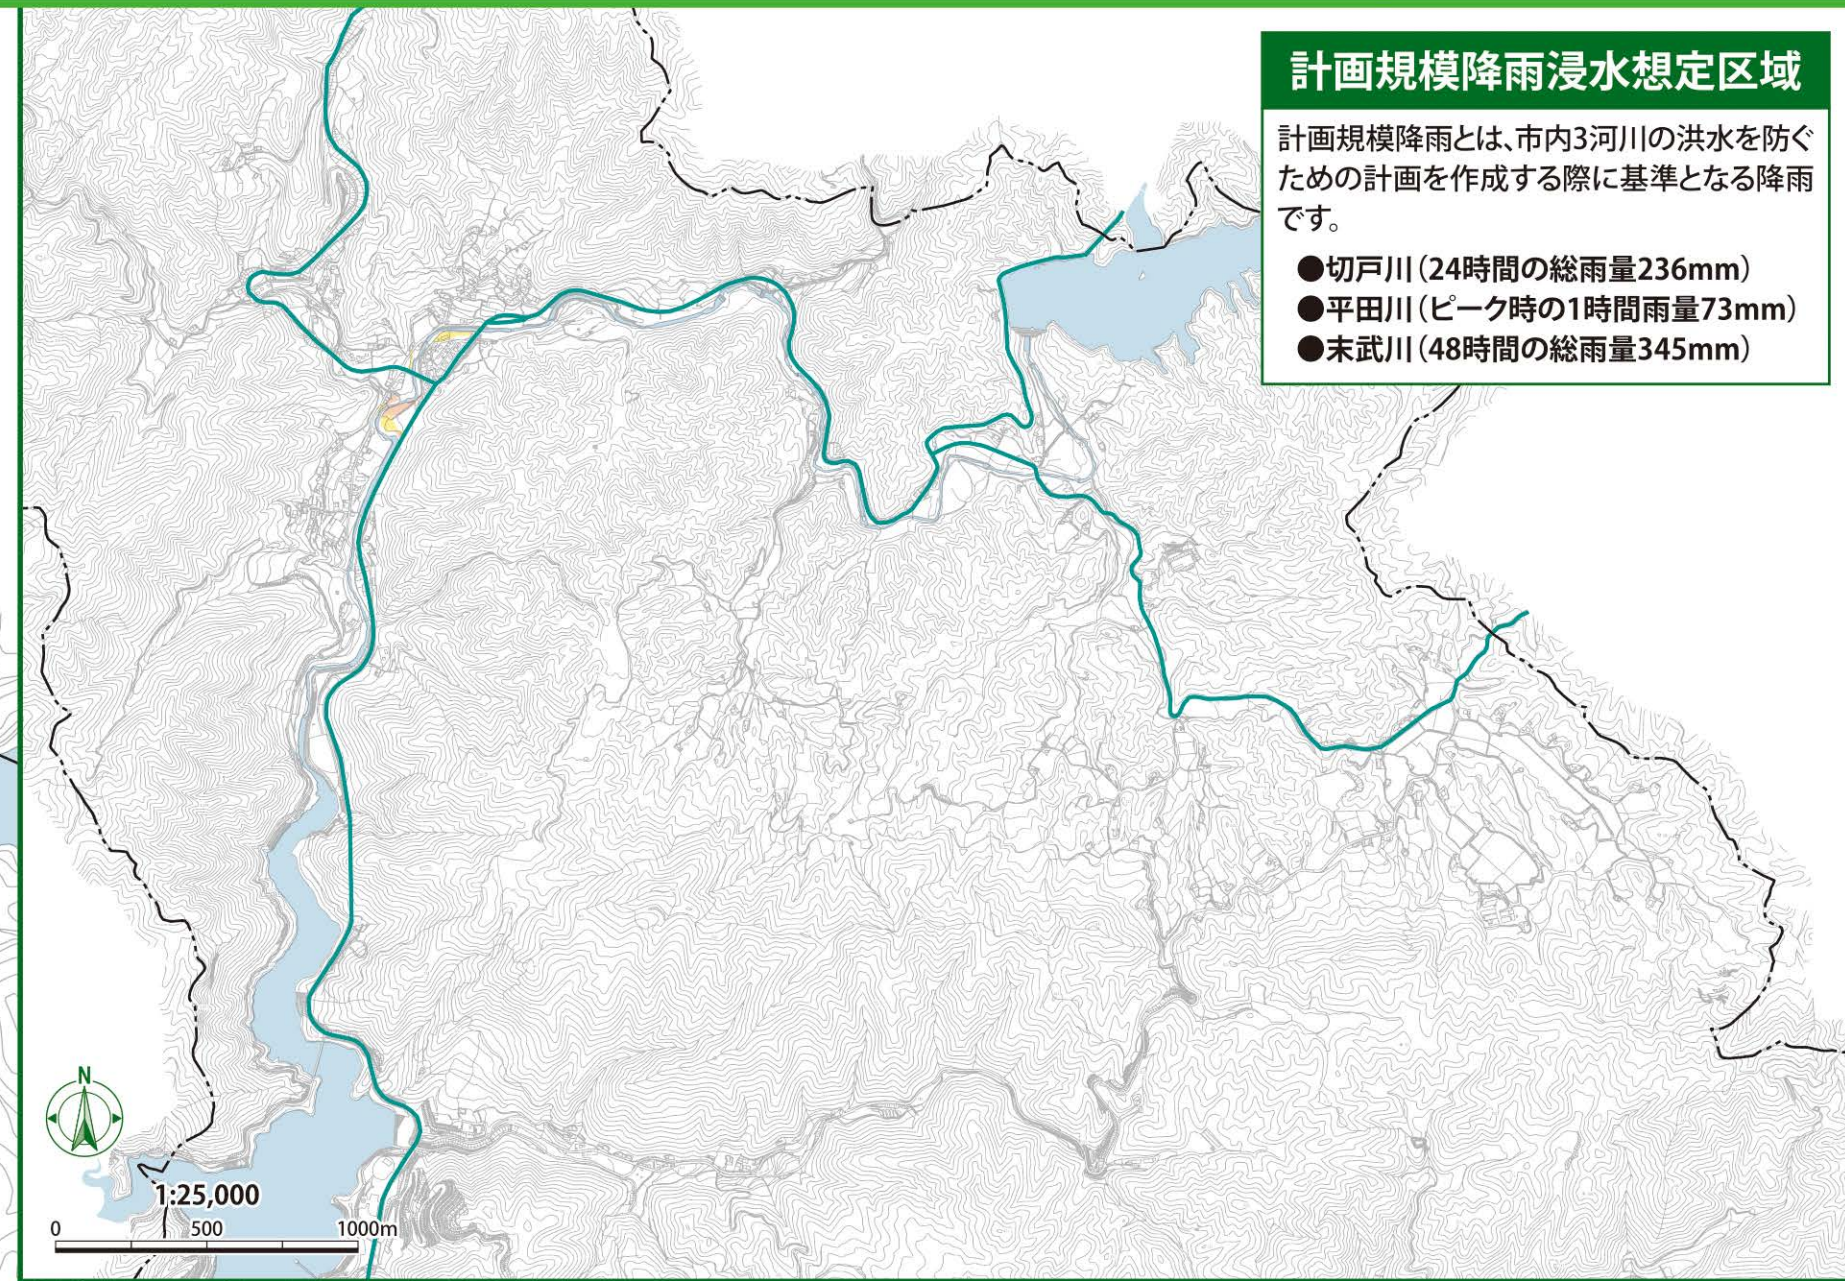 計画規模降雨浸水想定区域
計画規模降雨とは、市内3河川の洪水を防ぐ
ための計画を作成する際に基準となる降雨
です。
●切戸川（24時間の総雨量236mm）
●平田川（ピーク時の1時間雨量73mm）
●末武川（48時間の総雨量345mm）
N
1:25,000
0 500 1000m